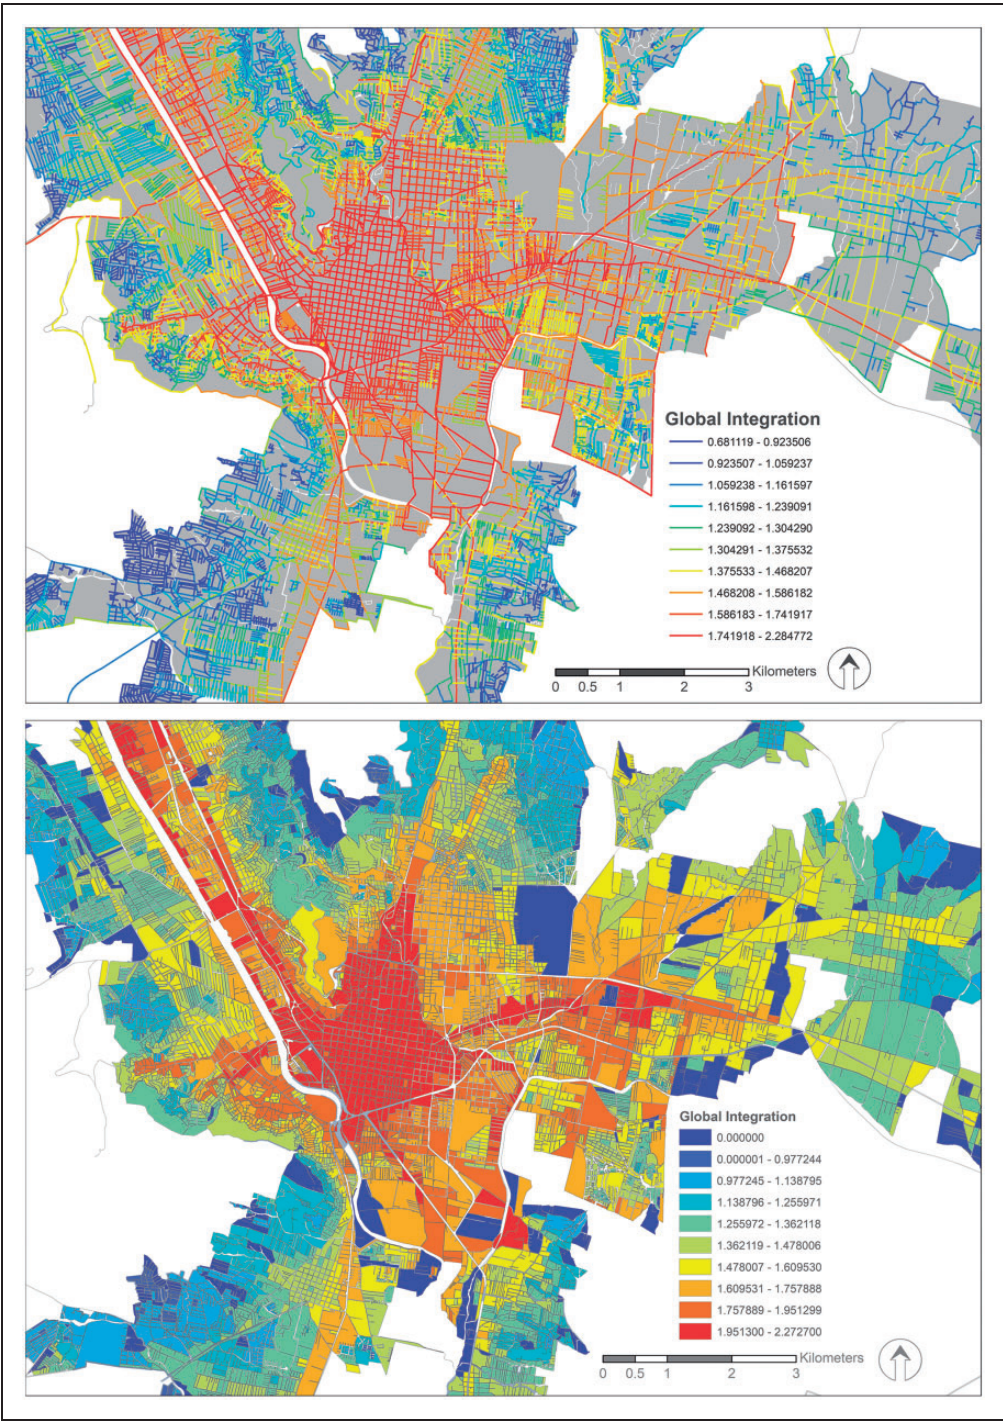 Global Integration
0.681119 - 0.923506
0.923507 - 1.059237
1.059238 - 1.161597
1.161598 - 1.239091
1.239092 - 1.304290
1.304291 - 1.375532
1.375533 - 1.468207
1.468208 - 1.586182
1.586183 - 1.741917
1.741918 - 2.284772
Kilometers
0 0.5 1 2 3
Global Integration
0.000000
0.000001 - 0.977244
0.977245 - 1.138795
1.138796 - 1.255971
1.255972 - 1.362118
1.362119 - 1.478006
1.478007 - 1.609530
1.609531 - 1.757888
1.757889 - 1.951299
1.951300 - 2.272700
Kilometers
0 0.5 1 2 3